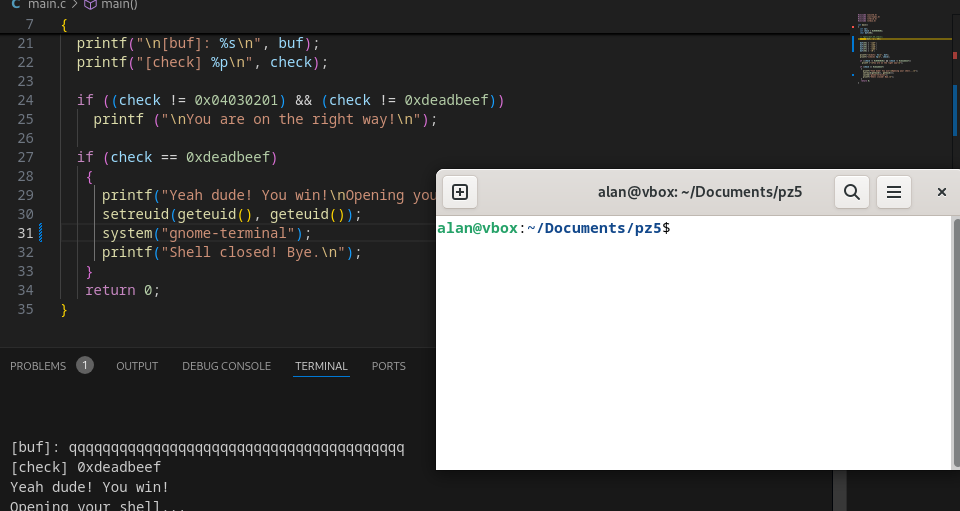 main.c > main()
7 {
21 printf("\n[buf]: %s\n", buf);
22 printf("[check] %p\n", check);
23
24 if ((check != 0x04030201) && (check != 0xdeadbeef))
25 printf ("\nYou are on the right way!\n");
26
27 if (check == 0xdeadbeef)
28 {
29 printf("Yeah dude! You win!\nOpening you
30 setreuid(geteuid(), geteuid());
31 system("gnome-terminal");
32 printf("Shell closed! Bye.\n");
33 }
34 return 0;
35 }
alan@vbox: ~/Documents/pz5
alan@vbox:~/Documents/pz5$
PROBLEMS 1 OUTPUT DEBUG CONSOLE TERMINAL PORTS
[buf]: qqqqqqqqqqqqqqqqqqqqqqqqqqqqqqqqqqqqqqqq
[check] 0xdeadbeef
Yeah dude! You win!
Opening your shell...